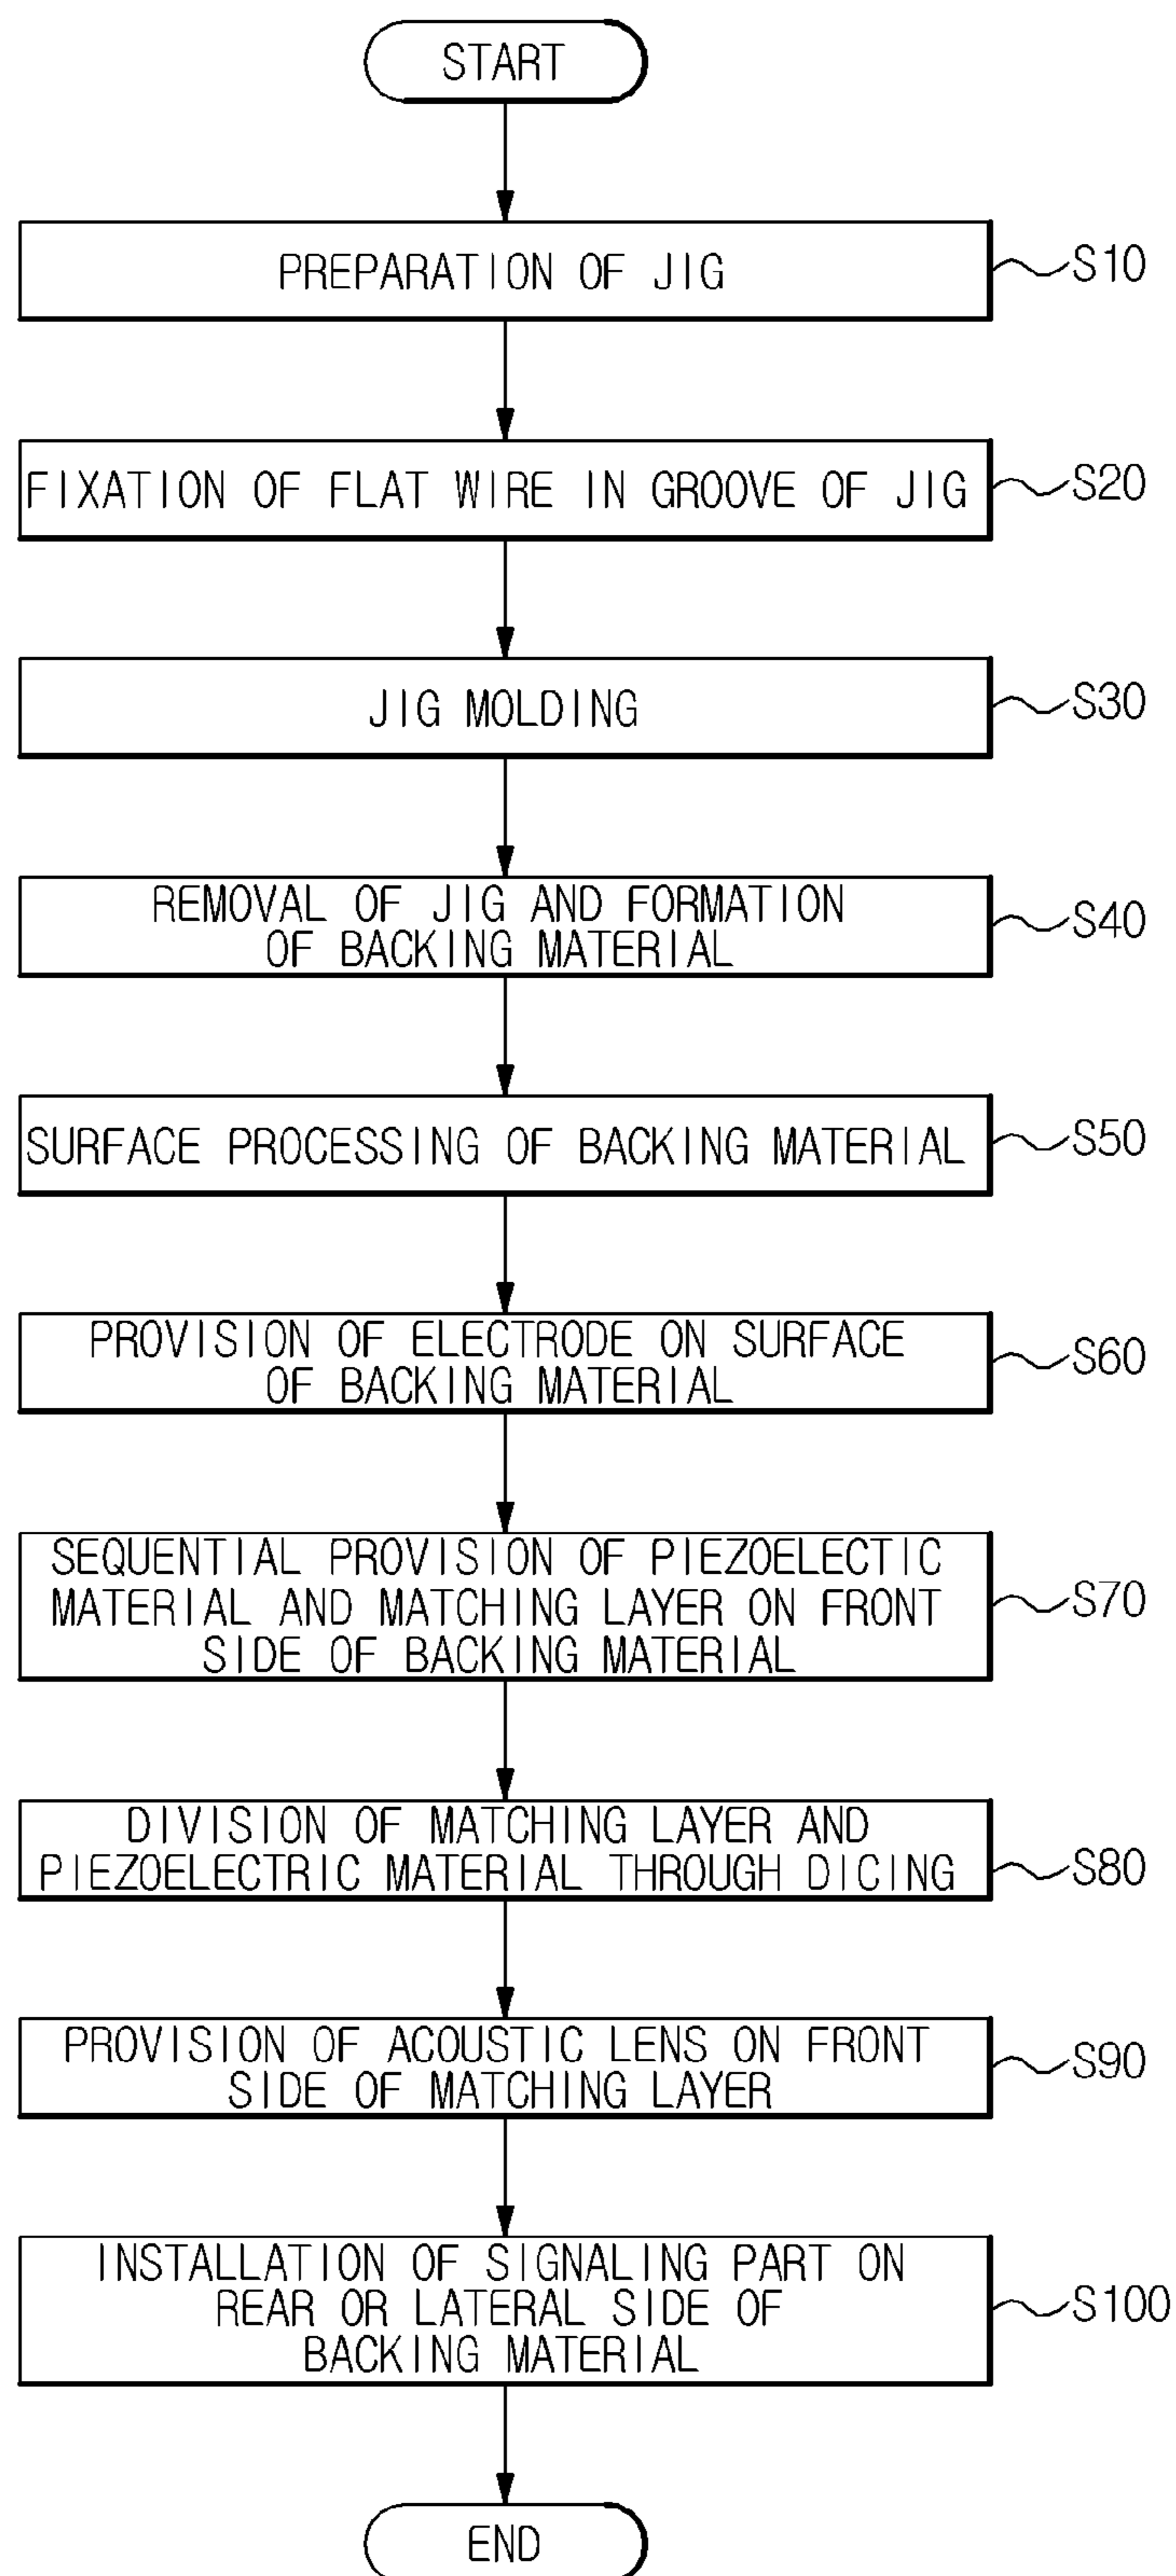 START
PREPARATION OF JIG
S10
FIXATION OF FLAT WIRE IN GROOVE OF JIG
S20
JIG MOLDING
S30
REMOVAL OF JIG AND FORMATION
OF BACKING MATERIAL
S40
SURFACE PROCESSING OF BACKING MATERIAL
S50
PROVISION OF ELECTRODE ON SURFACE
OF BACKING MATERIAL
S60
SEQUENTIAL PROVISION OF PIEZOELECTIC
MATERIAL AND MATCHING LAYER ON FRONT
SIDE OF BACKING MATERIAL
S70
DIVISION OF MATCHING LAYER AND
PIEZOELECTRIC MATERIAL THROUGH DICING
S80
PROVISION OF ACOUSTIC LENS ON FRONT
SIDE OF MATCHING LAYER
S90
INSTALLATION OF SIGNALING PART ON
REAR OR LATERAL SIDE OF
BACKING MATERIAL
S100
END